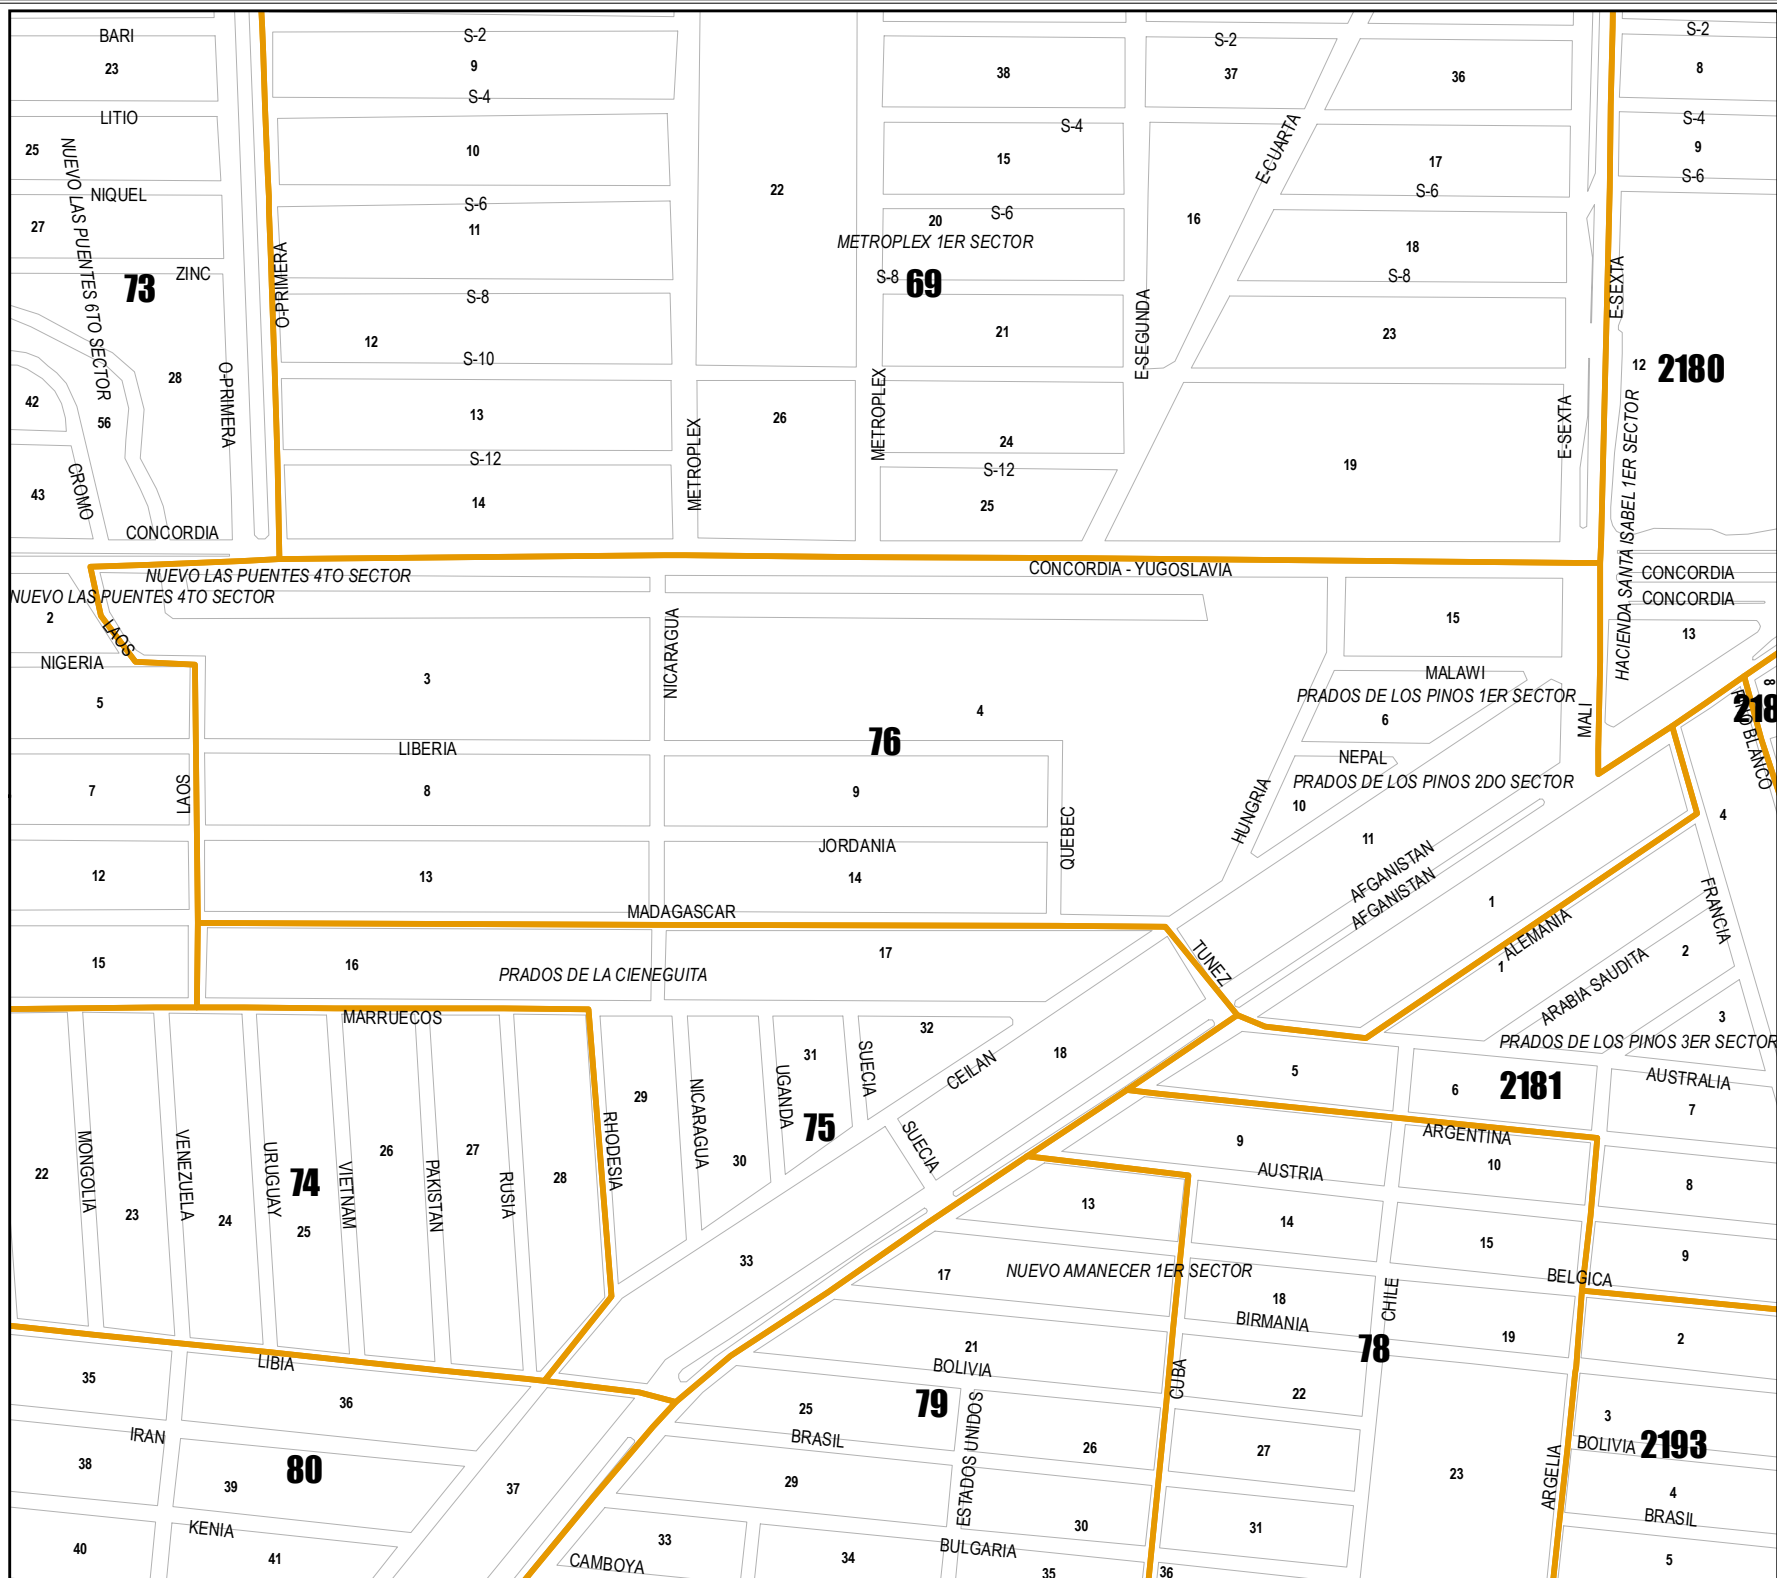 BARI
23
S-2
9
S-4
LITIO
25
10
NIQUEL
27
S-6
11
NUEVO LAS PUENTES 6TO SECTOR
ZINC
73
O-PRIMERA
S-8
12
S-10
28
O-PRIMERA
42
56
13
S-12
CROMO
43
14
CONCORDIA
22
METROPLEX
26
METROPLEX
38
S-2
37
36
S-4
15
17
S-6
20
S-6
METROPLEX 1ER SECTOR
16
E-CUARTA
18
S-8
69
S-8
21
23
E-SEGUNDA
24
S-12
25
19
E-SEXTA
E-SEXTA
S-2
8
S-4
9
S-6
12
2180
HACIENDA SANTA ISABEL 1ER SECTOR
NUEVO LAS PUENTES 4TO SECTOR
NUEVO LAS PUENTES 4TO SECTOR
CONCORDIA - YUGOSLAVIA
CONCORDIA
CONCORDIA
2
LAOS
NIGERIA
5
3
NICARAGUA
4
15
13
MALAWI
PRADOS DE LOS PINOS 1ER SECTOR
6
MALI
8
218
LIBERIA
76
NEPAL
PRADOS DE LOS PINOS 2DO SECTOR
7
LAOS
8
9
10
HUNGRIA
QUEBEC
11
4
JORDANIA
12
13
14
AFGANISTAN
AFGANISTAN
1
FRANCIA
MADAGASCAR
15
16
PRADOS DE LA CIENEGUITA
17
TUNEZ
1
ALEMANIA
2
ARABIA SAUDITA
3
MARRUECOS
PRADOS DE LOS PINOS 3ER SECTOR
32
31
SUECIA
CEILAN
18
5
6
2181
AUSTRALIA
7
29
NICARAGUA
UGANDA
75
30
SUECIA
RHODESIA
22
MONGOLIA
23
VENEZUELA
24
URUGUAY
74
25
VIETNAM
26
PAKISTAN
27
RUSIA
28
9
ARGENTINA
AUSTRIA
10
8
13
14
15
9
33
17
NUEVO AMANECER 1ER SECTOR
18
BELGICA
CHILE
BIRMANIA
19
2
78
21
BOLIVIA
CUBA
22
LIBIA
35
36
79
25
ESTADOS UNIDOS
3
BOLIVIA
2193
IRAN
BRASIL
26
27
38
80
39
37
29
23
ARGELIA
4
BRASIL
KENIA
40
41
33
CAMBOYA
34
30
31
BULGARIA
35
36
5